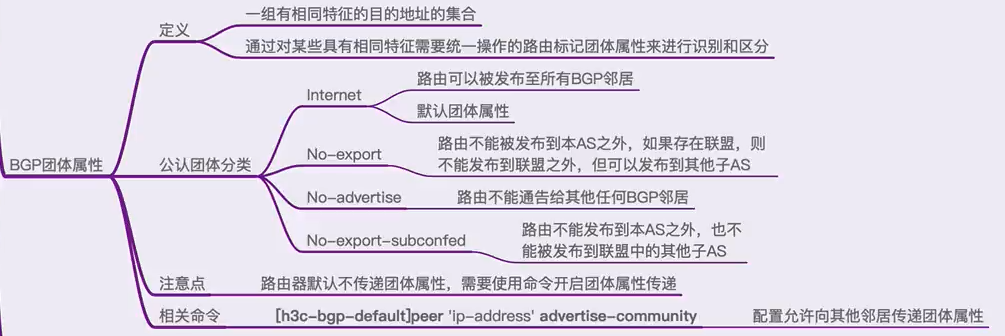 BGP团体属性
定义
一组有相同特征的目的地址的集合
通过对某些具有相同特征需要统一操作的路由标记团体属性来进行识别和区分
公认团体分类
Internet
路由可以被发布至所有BGP邻居
默认团体属性
No-export
路由不能被发布到本AS之外，如果存在联盟，则
不能发布到联盟之外，但可以发布到其他子AS
No-advertise
路由不能通告给其他任何BGP邻居
No-export-subconfed
路由不能发布到本AS之外，也不
能被发布到联盟中的其他子AS
注意点
路由器默认不传递团体属性，需要使用命令开启团体属性传递
相关命令
[h3c-bgp-default]peer 'ip-address' advertise-community
配置允许向其他邻居传递团体属性